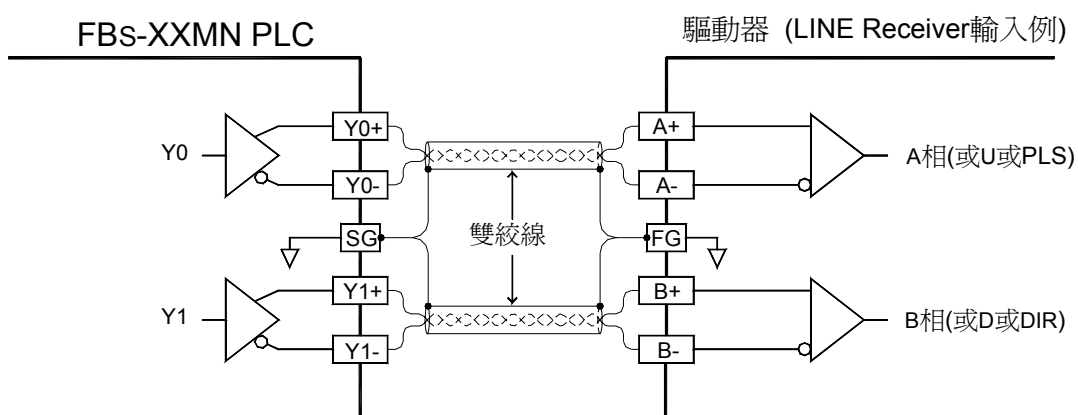 FBS-XXMN PLC
驅動器 (LINE Receiver輸入例)
Y0
Y0+
Y0-
A+
A-
A相(或U或PLS)
SG
雙絞線
FG
Y1
Y1+
Y1-
B+
B-
B相(或D或DIR)